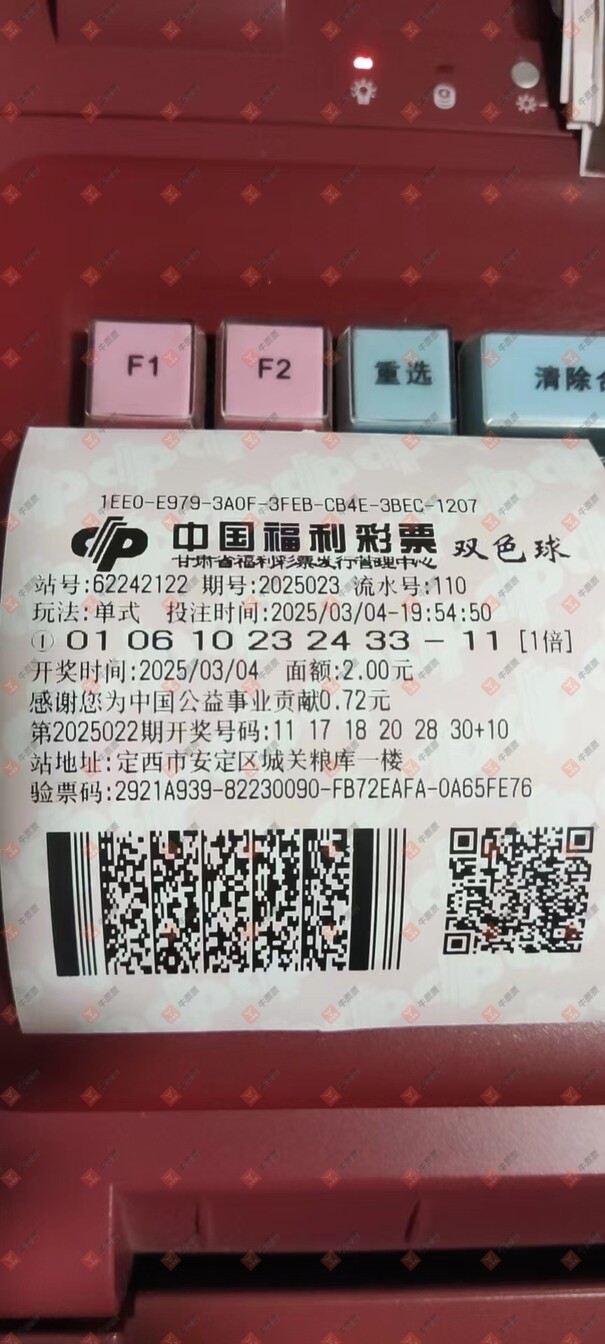 F1
F2
重选
清除
1EE0-E979-3A0F-3FEB-CB4E-3BEC-1207
中国福利彩票 双色球
甘肃省福利彩票发行管理中心
站号:62242122 期号:2025023 流水号:110
玩法:单式 投注时间:2025/03/04-19:54:50
① 01 06 10 23 24 33 - 11 [1倍]
开奖时间:2025/03/04 面额:2.00元
感谢您为中国公益事业贡献0.72元
第2025022期开奖号码:11 17 18 20 28 30+10
站地址:定西市安定区城关粮库一楼
验票码:2921A939-82230090-FB72EAFA-0A65FE76